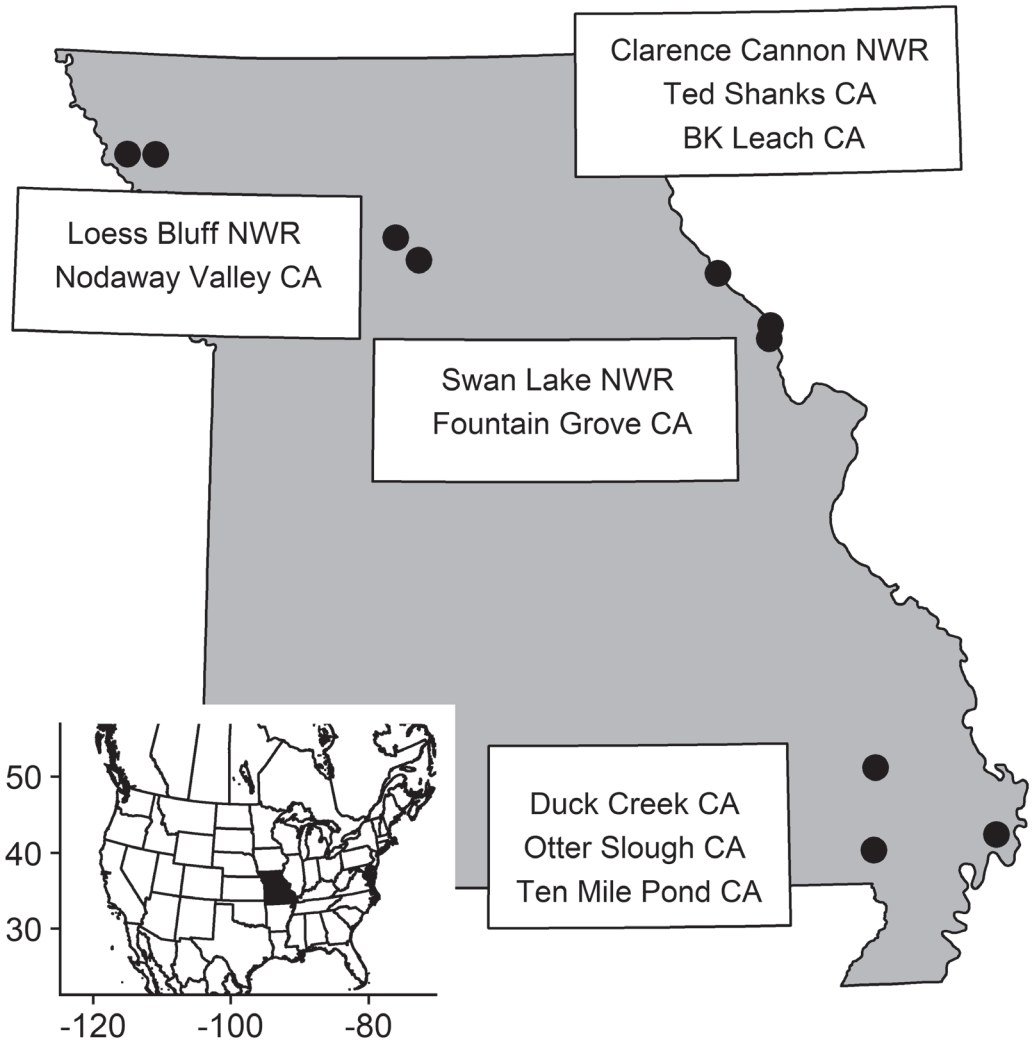 Clarence Cannon NWR
Ted Shanks CA
BK Leach CA
Loess Bluff NWR
Nodaway Valley CA
Swan Lake NWR
Fountain Grove CA
Duck Creek CA
Otter Slough CA
Ten Mile Pond CA
50
40
30
-120 -100 -80